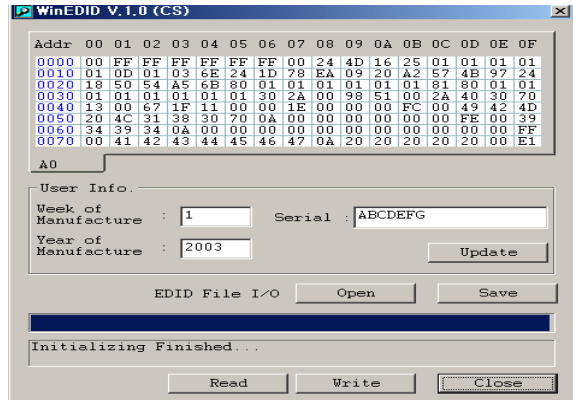 WinEDID V.1.0 (CS)
Addr 00 01 02 03 04 05 06 07 08 09 0A 0B 0C 0D 0E 0F
0000 00 FF FF FF FF FF FF 00 24 4D 16 25 01 01 01 01
0010 01 0D 01 03 6E 24 1D 78 EA 09 20 A2 57 4B 97 24
0020 18 50 54 A5 6B 80 01 01 01 01 01 01 81 80 01 01
0030 01 01 01 01 01 01 30 2A 00 98 51 00 2A 40 30 70
0040 13 00 67 1F 11 00 00 1E 00 00 00 FC 00 49 42 4D
0050 20 4C 31 38 30 70 0A 00 00 00 00 00 00 FE 00 39
0060 34 39 34 0A 00 00 00 00 00 00 00 00 00 00 00 FF
0070 00 41 42 43 44 45 46 47 0A 20 20 20 20 20 00 E1
A0
User Info.
Week of Manufacture : 1 Serial : ABCDEFG
Year of Manufacture : 2003 Update
EDID File I/O Open Save
Initializing Finished...
Read Write Close